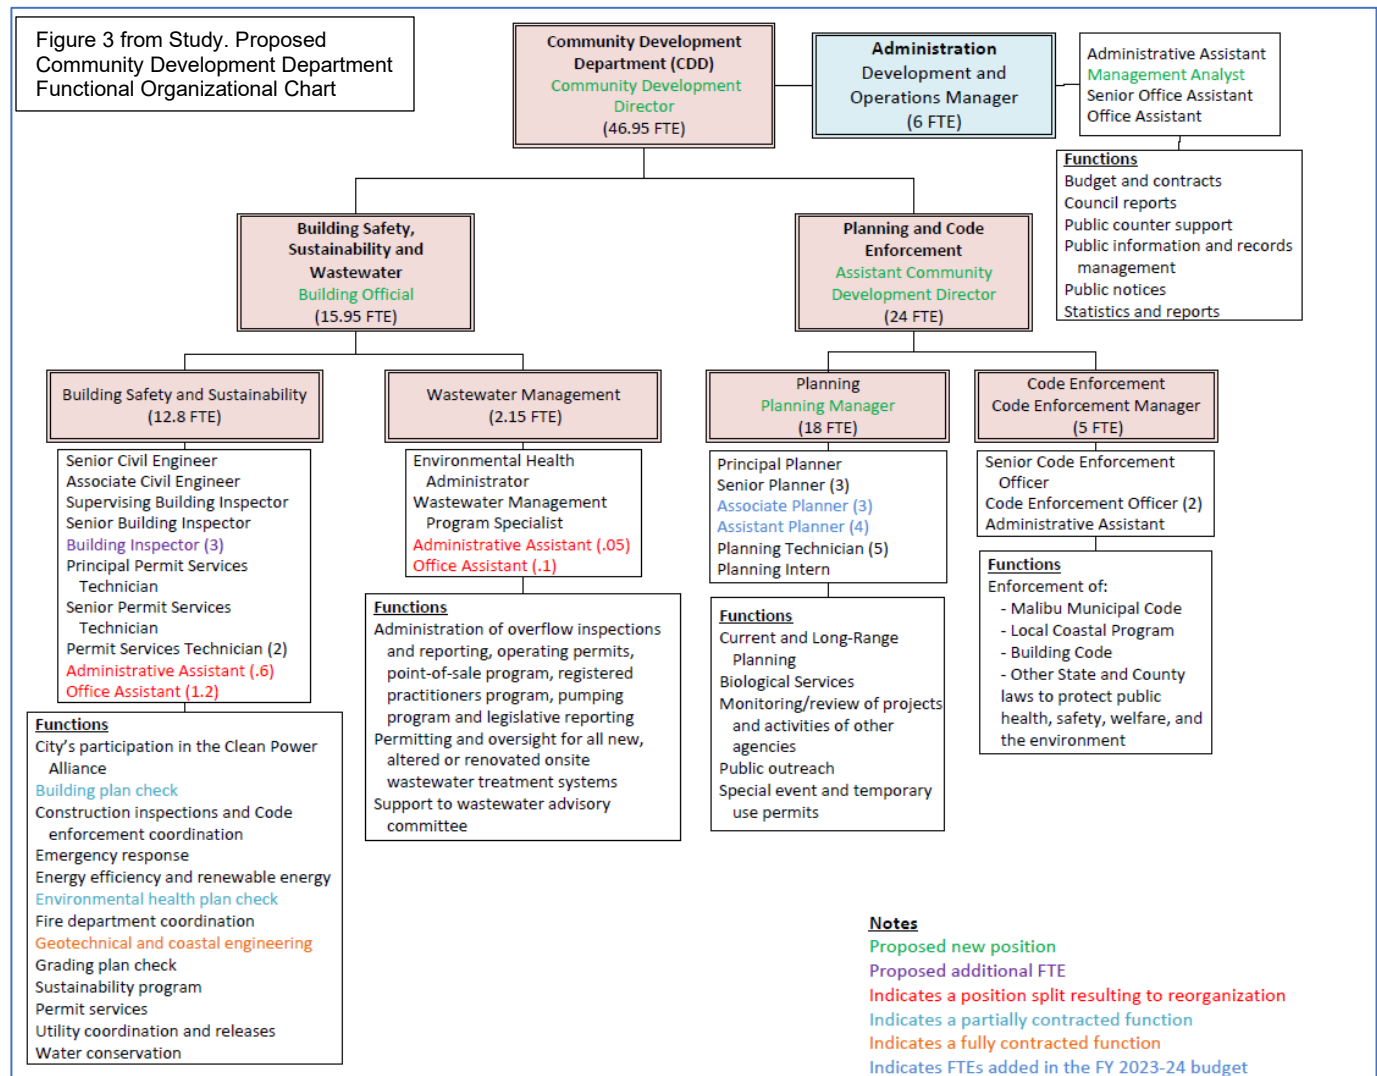 Figure 3 from Study. Proposed
Community Development Department
Functional Organizational Chart
Community Development
Department (CDD)
Community Development
Director
(46.95 FTE)
Administration
Development and
Operations Manager
(6 FTE)
Administrative Assistant
Management Analyst
Senior Office Assistant
Office Assistant
Functions
Budget and contracts
Council reports
Public counter support
Public information and records
management
Public notices
Statistics and reports
Building Safety,
Sustainability and
Wastewater
Building Official
(15.95 FTE)
Planning and Code
Enforcement
Assistant Community
Development Director
(24 FTE)
Building Safety and Sustainability
(12.8 FTE)
Senior Civil Engineer
Associate Civil Engineer
Supervising Building Inspector
Senior Building Inspector
Building Inspector (3)
Principal Permit Services
Technician
Senior Permit Services
Technician
Permit Services Technician (2)
Administrative Assistant (.6)
Office Assistant (1.2)
Functions
City's participation in the Clean Power
Alliance
Building plan check
Construction inspections and Code
enforcement coordination
Emergency response
Energy efficiency and renewable energy
Environmental health plan check
Fire department coordination
Geotechnical and coastal engineering
Grading plan check
Sustainability program
Permit services
Utility coordination and releases
Water conservation
Wastewater Management
(2.15 FTE)
Environmental Health
Administrator
Wastewater Management
Program Specialist
Administrative Assistant (.05)
Office Assistant (.1)
Functions
Administration of overflow inspections
and reporting, operating permits,
point-of-sale program, registered
practitioners program, pumping
program and legislative reporting
Permitting and oversight for all new,
altered or renovated onsite
wastewater treatment systems
Support to wastewater advisory
committee
Planning
Planning Manager
(18 FTE)
Principal Planner
Senior Planner (3)
Associate Planner (3)
Assistant Planner (4)
Planning Technician (5)
Planning Intern
Functions
Current and Long-Range
Planning
Biological Services
Monitoring/review of projects
and activities of other
agencies
Public outreach
Special event and temporary
use permits
Code Enforcement
Code Enforcement Manager
(5 FTE)
Senior Code Enforcement
Officer
Code Enforcement Officer (2)
Administrative Assistant
Functions
Enforcement of:
- Malibu Municipal Code
- Local Coastal Program
- Building Code
- Other State and County
laws to protect public
health, safety, welfare, and
the environment
Notes
Proposed new position
Proposed additional FTE
Indicates a position split resulting to reorganization
Indicates a partially contracted function
Indicates a fully contracted function
Indicates FTEs added in the FY 2023-24 budget